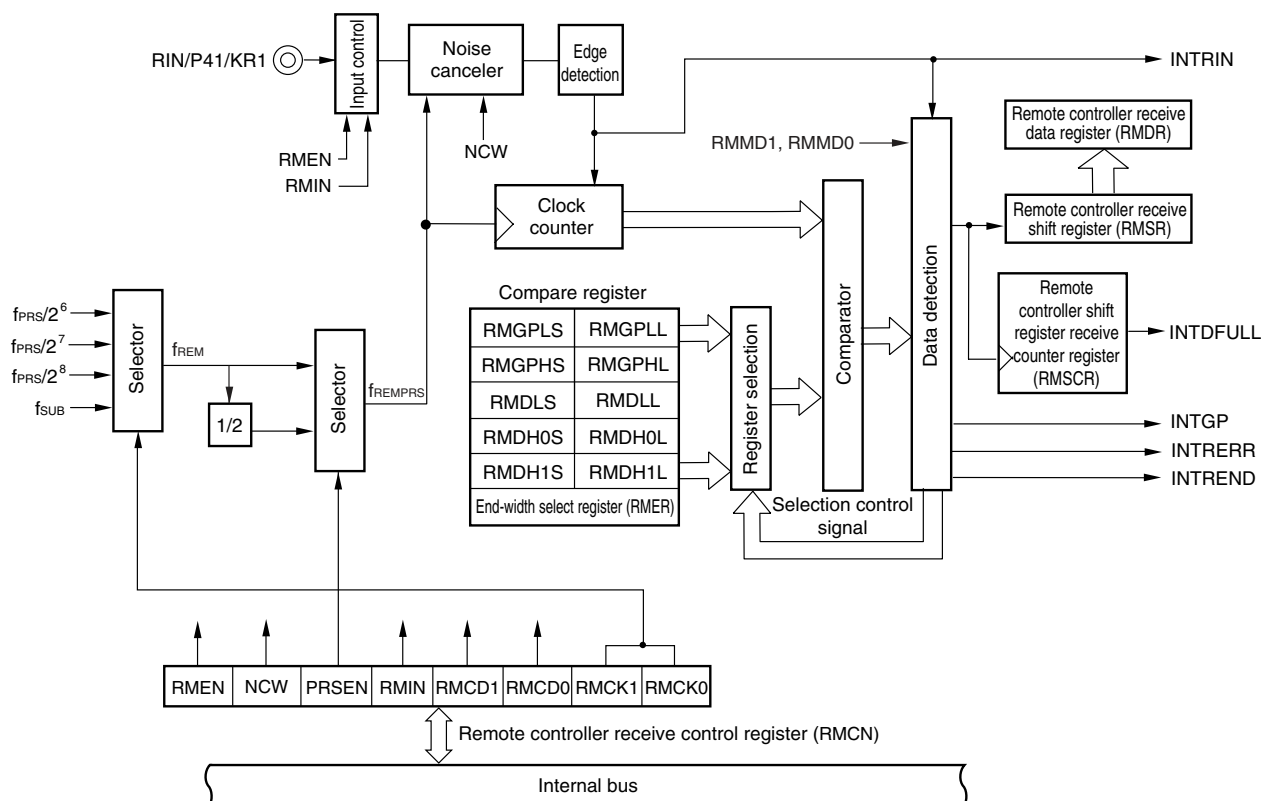 RIN/P41/KR1
Input control
Noise
canceler
Edge
detection
INTRIN
RMEN
RMIN
NCW
RMMD1, RMMD0
Remote controller receive
data register (RMDR)
Clock
counter
Remote controller receive
shift register (RMSR)
fPRS/2^6
fPRS/2^7
fPRS/2^8
fSUB
Selector
fREM
1/2
Selector
fREMPRS
Compare register
RMGPLS RMGPLL
RMGPHS RMGPHL
RMDLS RMDLL
RMDH0S RMDH0L
RMDH1S RMDH1L
End-width select register (RMER)
Register selection
Comparator
Data detection
Remote
controller shift
register receive
counter register
(RMSCR)
INTDFULL
INTGP
INTRERR
INTREND
Selection control
signal
RMEN NCW PRSEN RMIN RMCD1 RMCD0 RMCK1 RMCK0
Remote controller receive control register (RMCN)
Internal bus